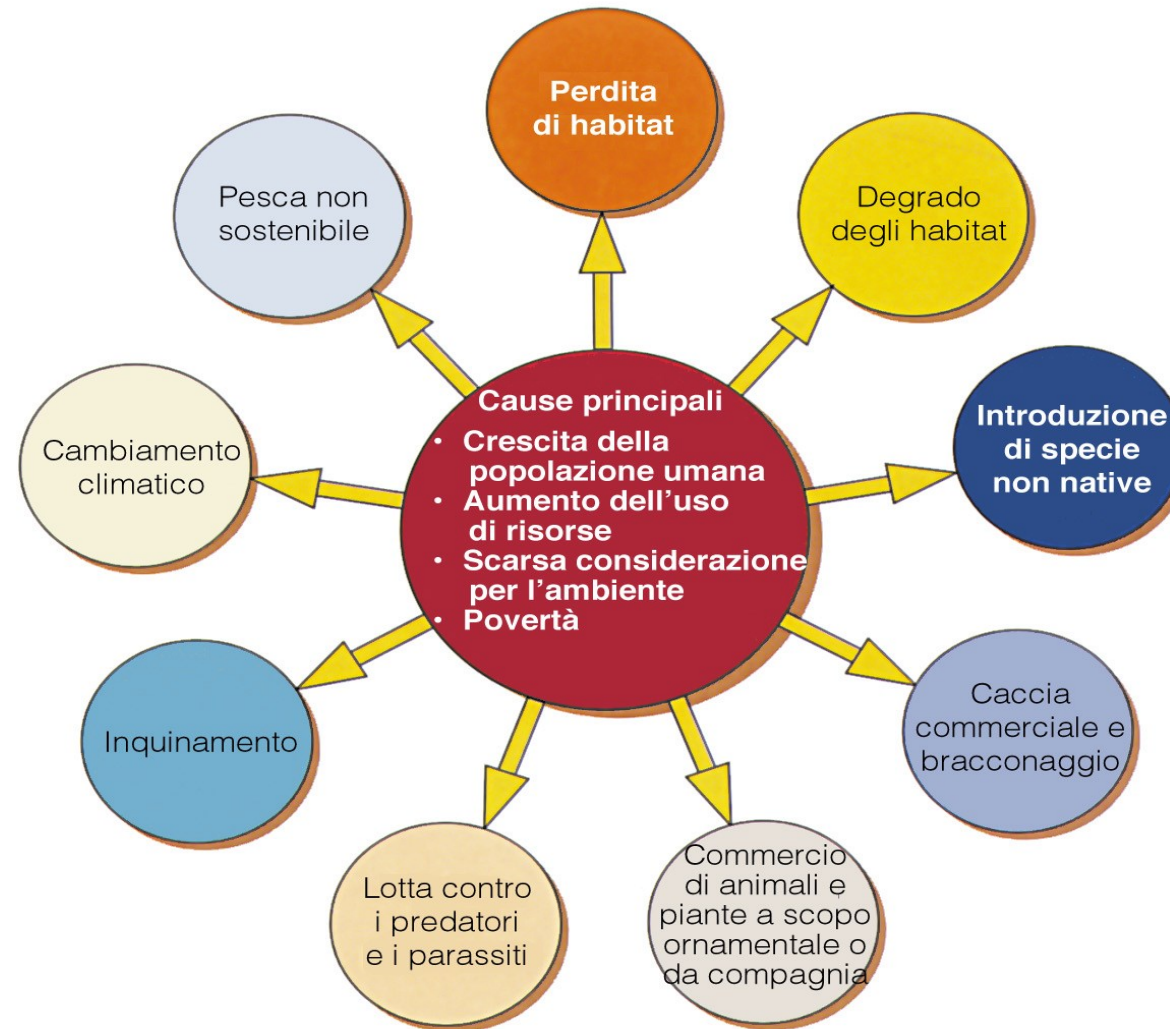 Perdita
di habitat
Degrado
degli habitat
Introduzione
di specie
non native
Caccia
commerciale e
bracconaggio
Commercio
di animali e
piante a scopo
ornamentale o
da compagnia
Lotta contro
i predatori
e i parassiti
Inquinamento
Cambiamento
climatico
Pesca non
sostenibile
Cause principali
• Crescita della
popolazione umana
• Aumento dell'uso
di risorse
• Scarsa considerazione
per l'ambiente
• Povertà